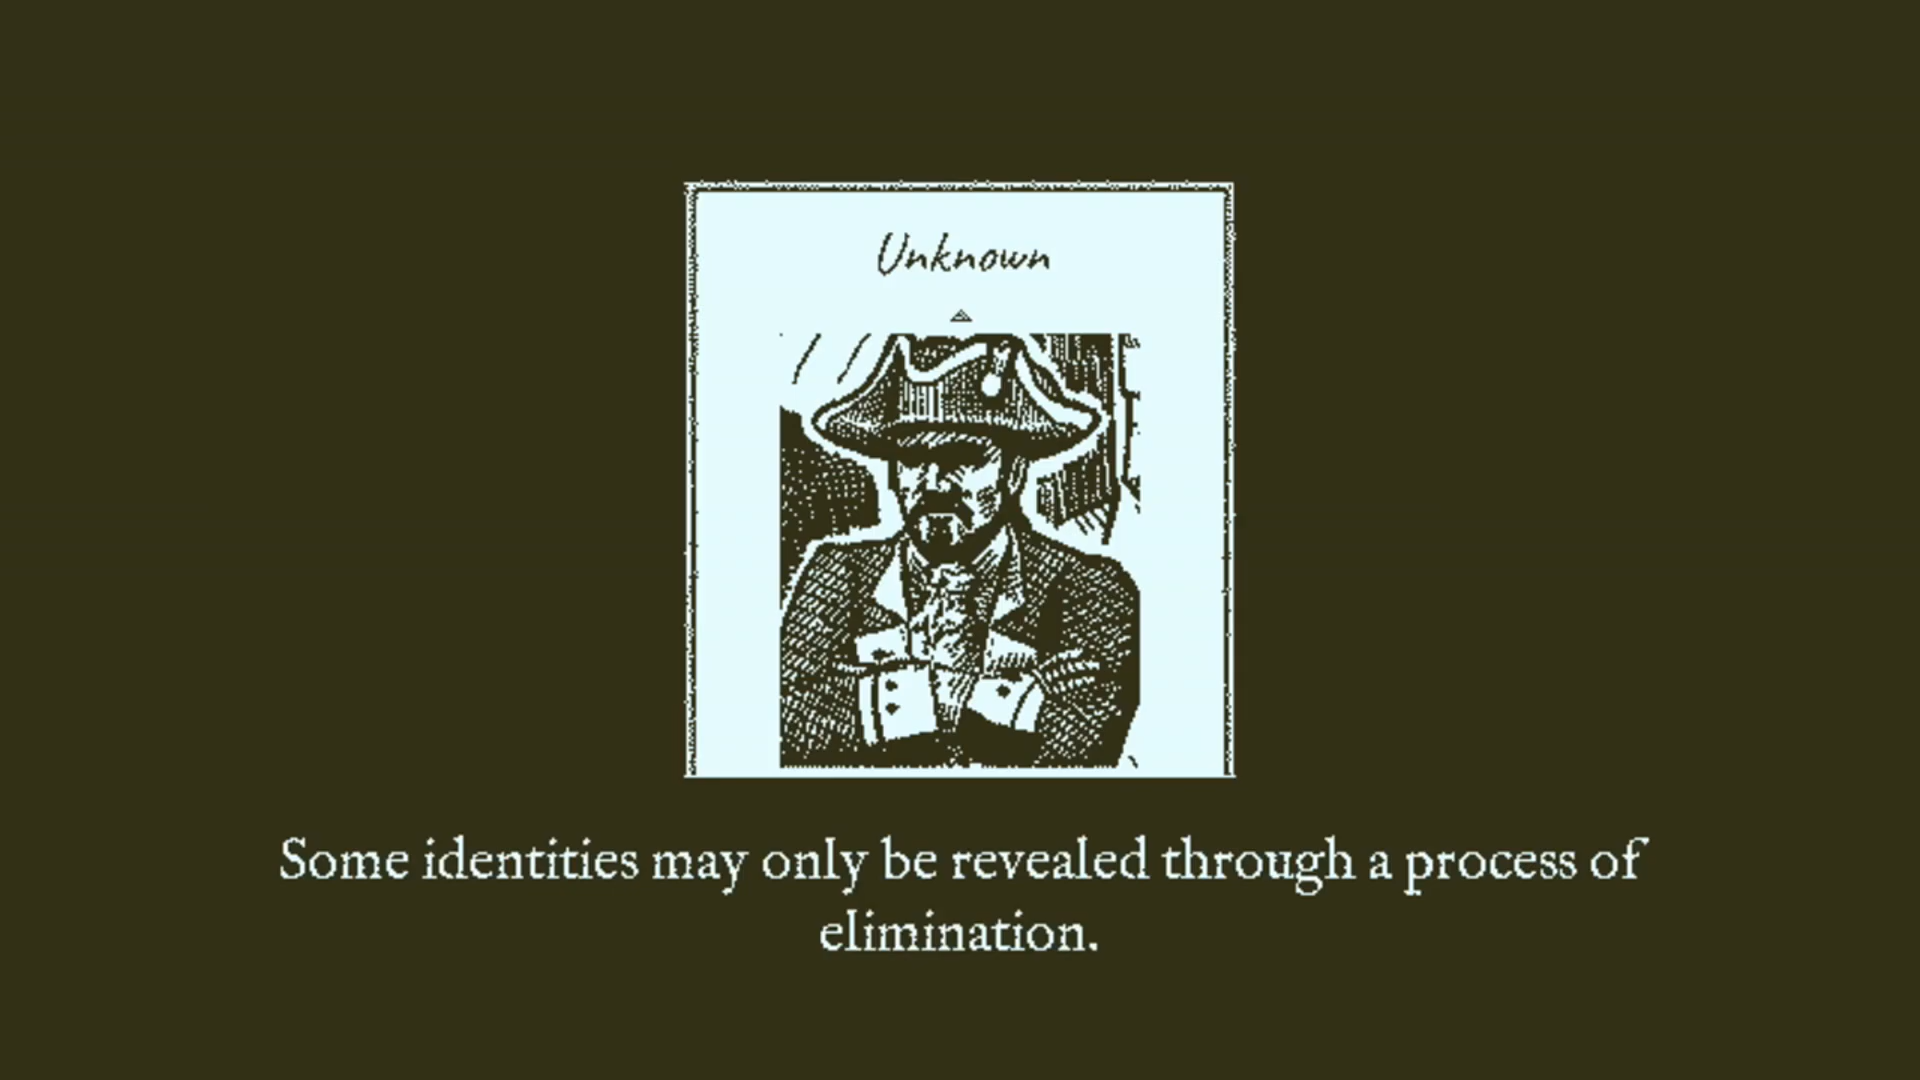 Unknown
Some identities may only be revealed through a process of
elimination.